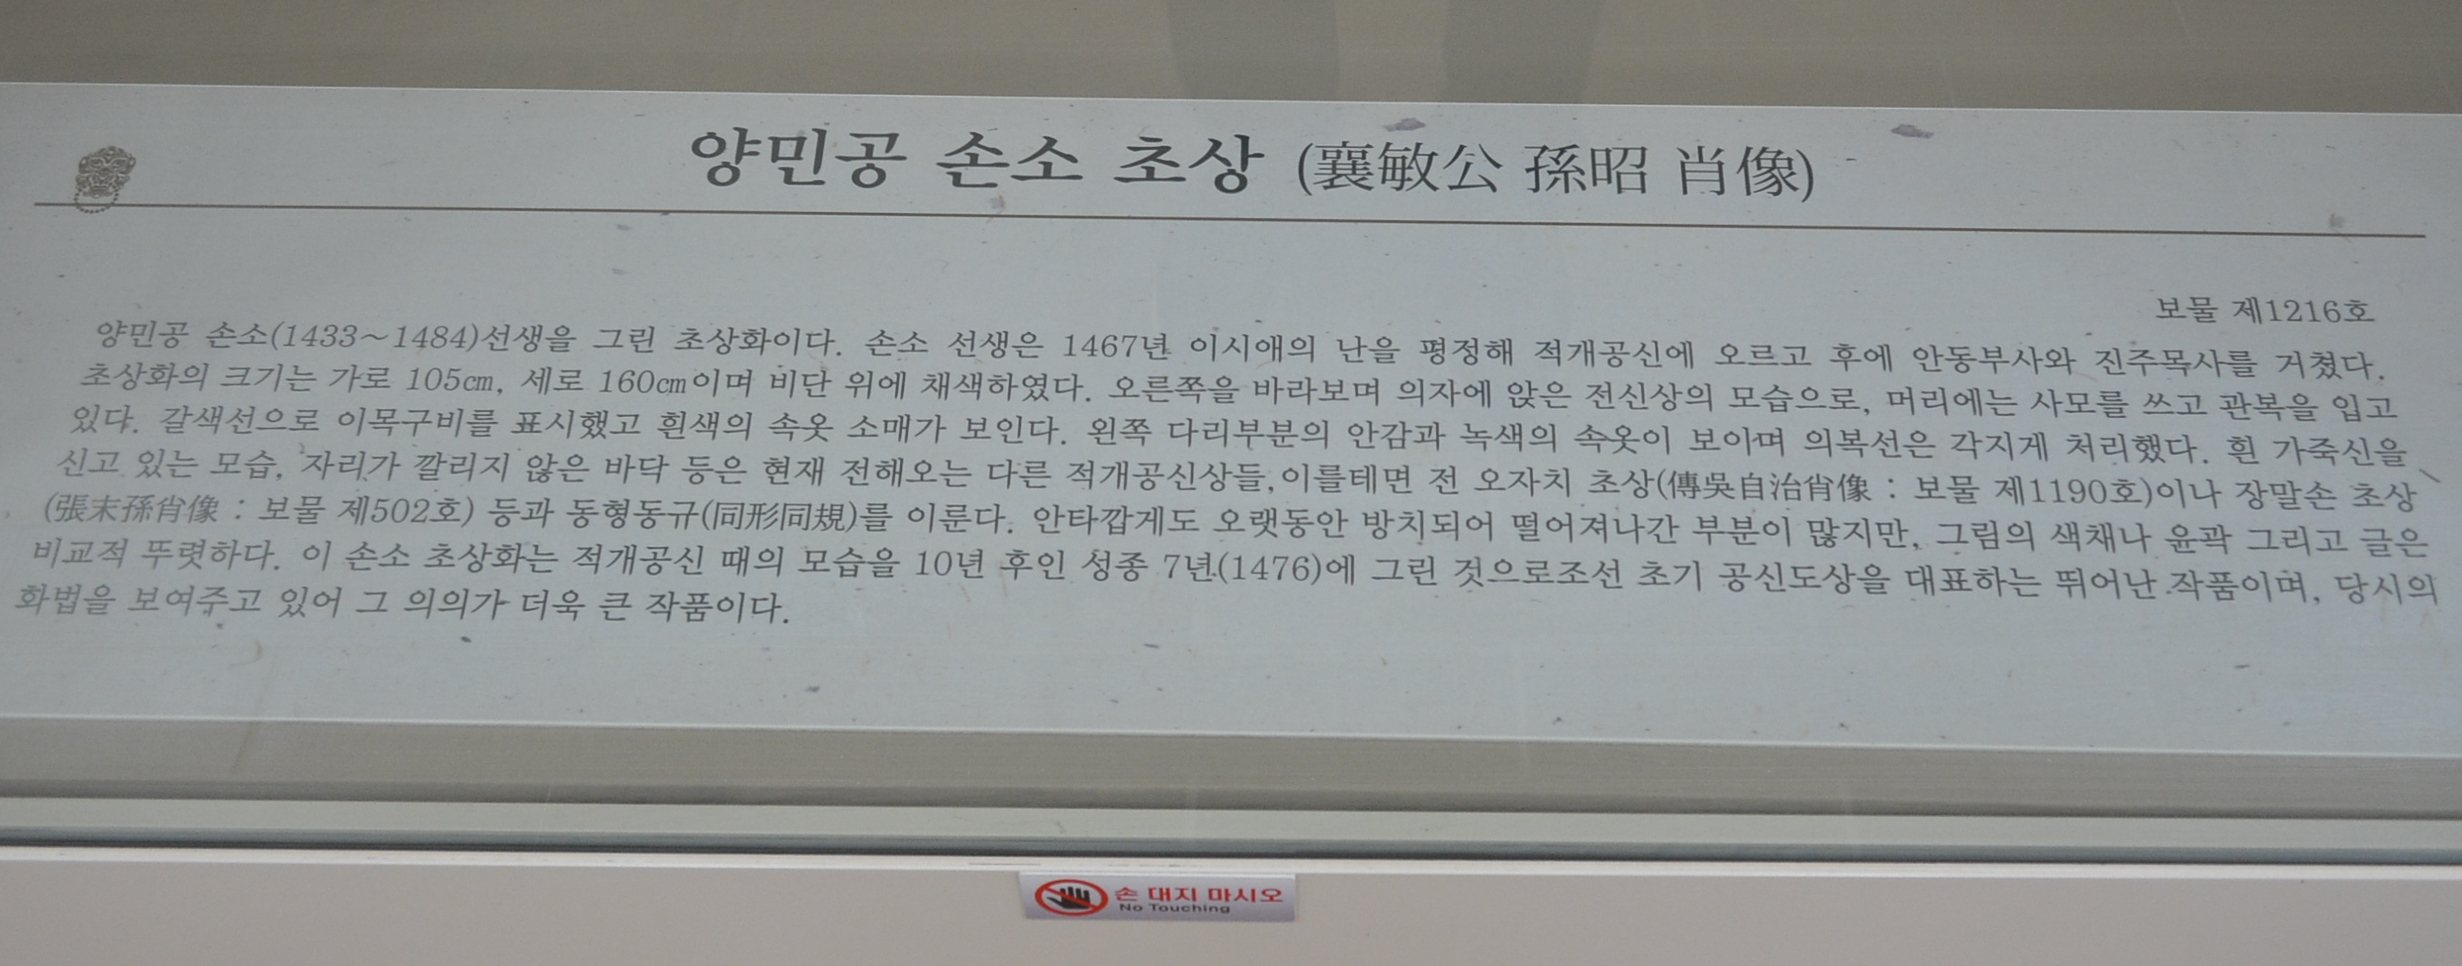 양민공 손소 초상 (襄敏公 孫昭 肖像)
보물 제1216호
양민공 손소(1433~1484)선생을 그린 초상화이다. 손소 선생은 1467년 이시애의 난을 평정해 적개공신에 오르고 후에 안동부사와 진주목사를 거쳤다.
초상화의 크기는 가로 105㎝, 세로 160㎝이며 비단 위에 채색하였다. 오른쪽을 바라보며 의자에 앉은 전신상의 모습으로, 머리에는 사모를 쓰고 관복을 입고
있다. 갈색선으로 이목구비를 표시했고 흰색의 속옷 소매가 보인다. 왼쪽 다리부분의 안감과 녹색의 속옷이 보이며 의복선은 각지게 처리했다. 흰 가죽신을
신고 있는 모습, 자리가 깔리지 않은 바닥 등은 현재 전해오는 다른 적개공신상들, 이를테면 전 오자치 초상(傳吳自治肖像 : 보물 제1190호)이나 장말손 초상
(張末孫肖像 : 보물 제502호) 등과 동형동규(同形同規)를 이룬다. 안타깝게도 오랫동안 방치되어 떨어져나간 부분이 많지만, 그림의 색채나 윤곽 그리고 글은
비교적 뚜렷하다. 이 손소 초상화는 적개공신 때의 모습을 10년 후인 성종 7년(1476)에 그린 것으로조선 초기 공신도상을 대표하는 뛰어난 작품이며, 당시의
화법을 보여주고 있어 그 의의가 더욱 큰 작품이다.
손 대지 마시오
No Touching